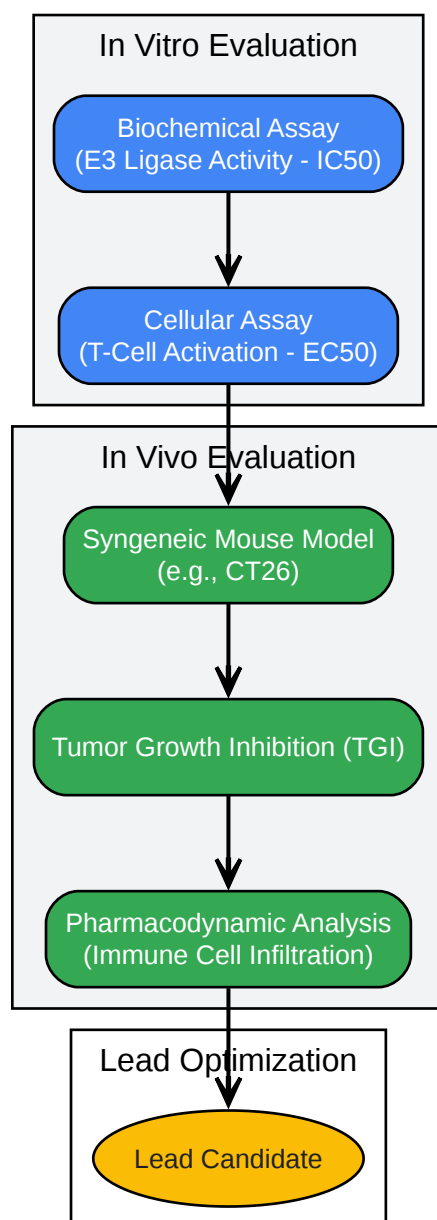 In Vitro Evaluation
Biochemical Assay
(E3 Ligase Activity - IC50)
Cellular Assay
(T-Cell Activation - EC50)
In Vivo Evaluation
Syngeneic Mouse Model
(e.g., CT26)
Tumor Growth Inhibition (TGI)
Pharmacodynamic Analysis
(Immune Cell Infiltration)
Lead Optimization
Lead Candidate